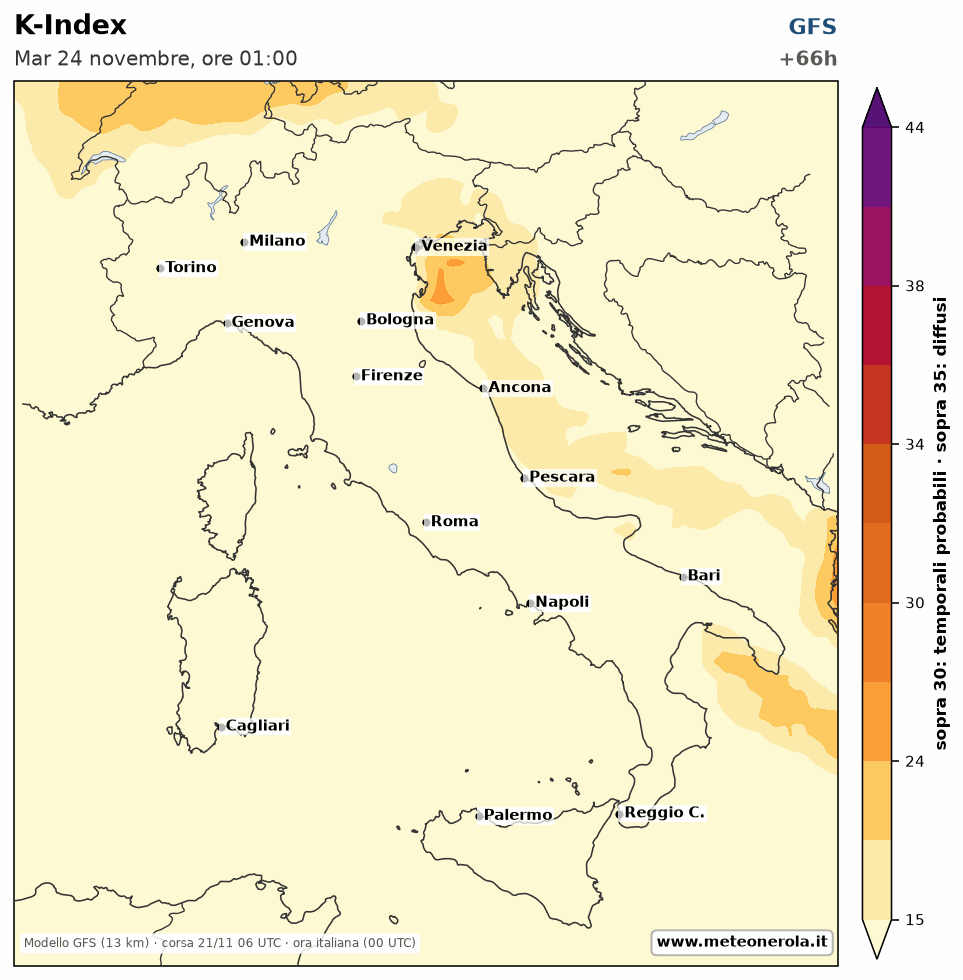 K-Index
GFS
Mar 24 novembre, ore 01:00
+66h
44
38
34
30
24
15
sopra 30: temporali probabili · sopra 35: diffusi
Venezia
Milano
Torino
Genova
Bologna
Firenze
Ancona
Pescara
Roma
Bari
Napoli
Cagliari
Palermo
Reggio C.
Modello GFS (13 km) · corsa 21/11 06 UTC · ora italiana (00 UTC)
www.meteonerola.it